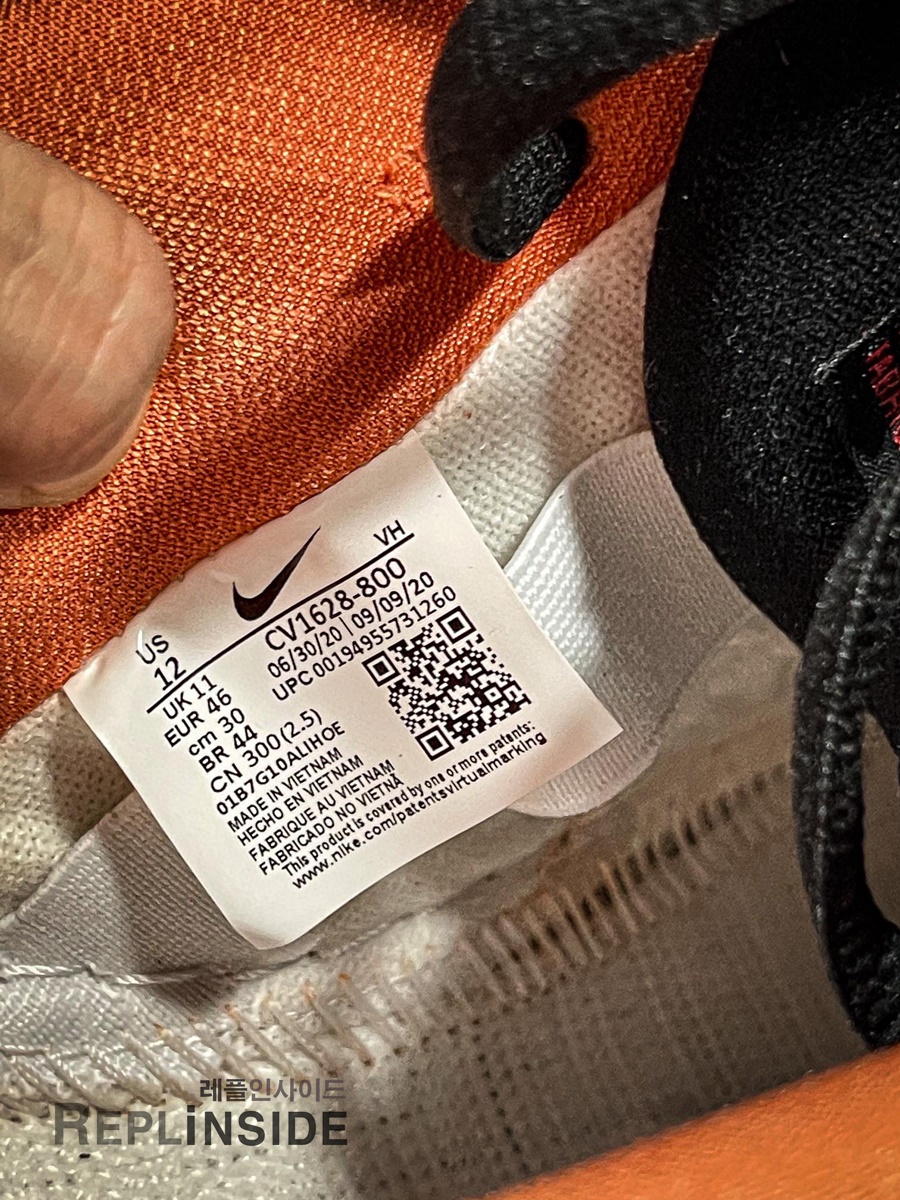 VH
US
12
CV1628-800
06/30/20 | 09/09/20
UPC 00194955731260
UK 11
EUR 46
cm 30
BR 44
CN 300(2.5)
01B7G10ALIHOE
MADE IN VIETNAM
HECHO EN VIETNAM
FABRIQUE AU VIETNAM
FABRICADO NO VIETNÃ
This product is covered by one or more patents:
www.nike.com/patentsvirtualmarking
레플인사이드
REPLiNSIDE